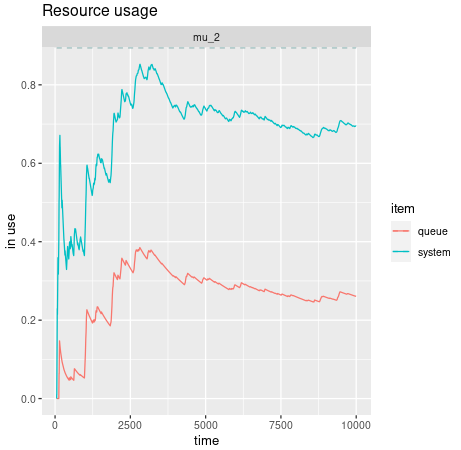 Resource usage
mu_2
in use
0.8
0.6
0.4
0.2
0.0
0 2500 5000 7500 10000
time
item
queue
system